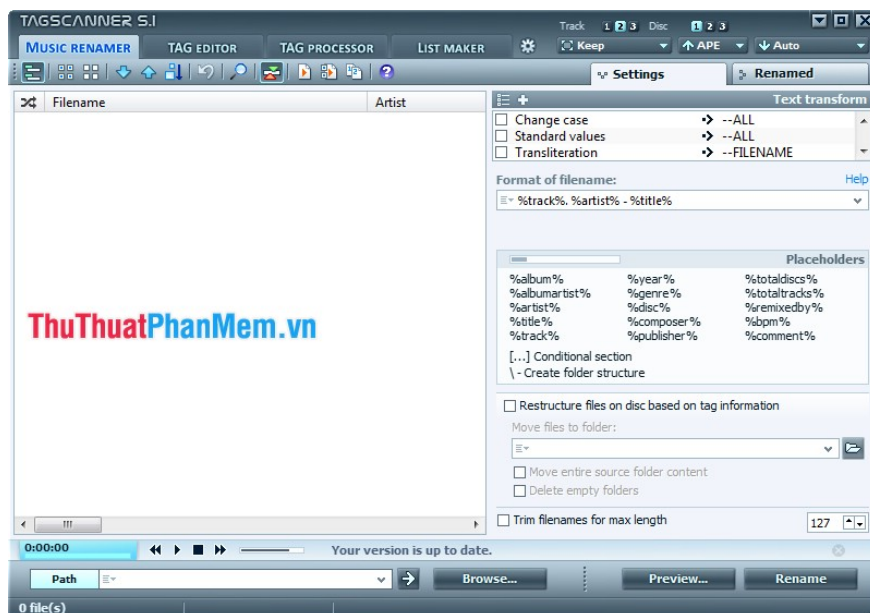 TAGSCANNER 5.1
Track 1 2 3 Disc 1 2 3
MUSIC RENAMER TAG EDITOR TAG PROCESSOR LIST MAKER Keep APE Auto
Settings Renamed
Filename Artist
Text transform
Change case --ALL
Standard values --ALL
Transliteration --FILENAME
Format of filename: Help
%track%. %artist% - %title%
Placeholders
%album% %year% %totaldiscs%
%albumartist% %genre% %totaltracks%
%artist% %disc% %remixedby%
%title% %composer% %bpm%
%track% %publisher% %comment%
[...] Conditional section
\ - Create folder structure
ThuThuatPhanMem.vn
Restructure files on disc based on tag information
Move files to folder:
Move entire source folder content
Delete empty folders
Trim filenames for max length 127
0:00:00 Your version is up to date.
Path Browse... Preview... Rename
0 file(s)